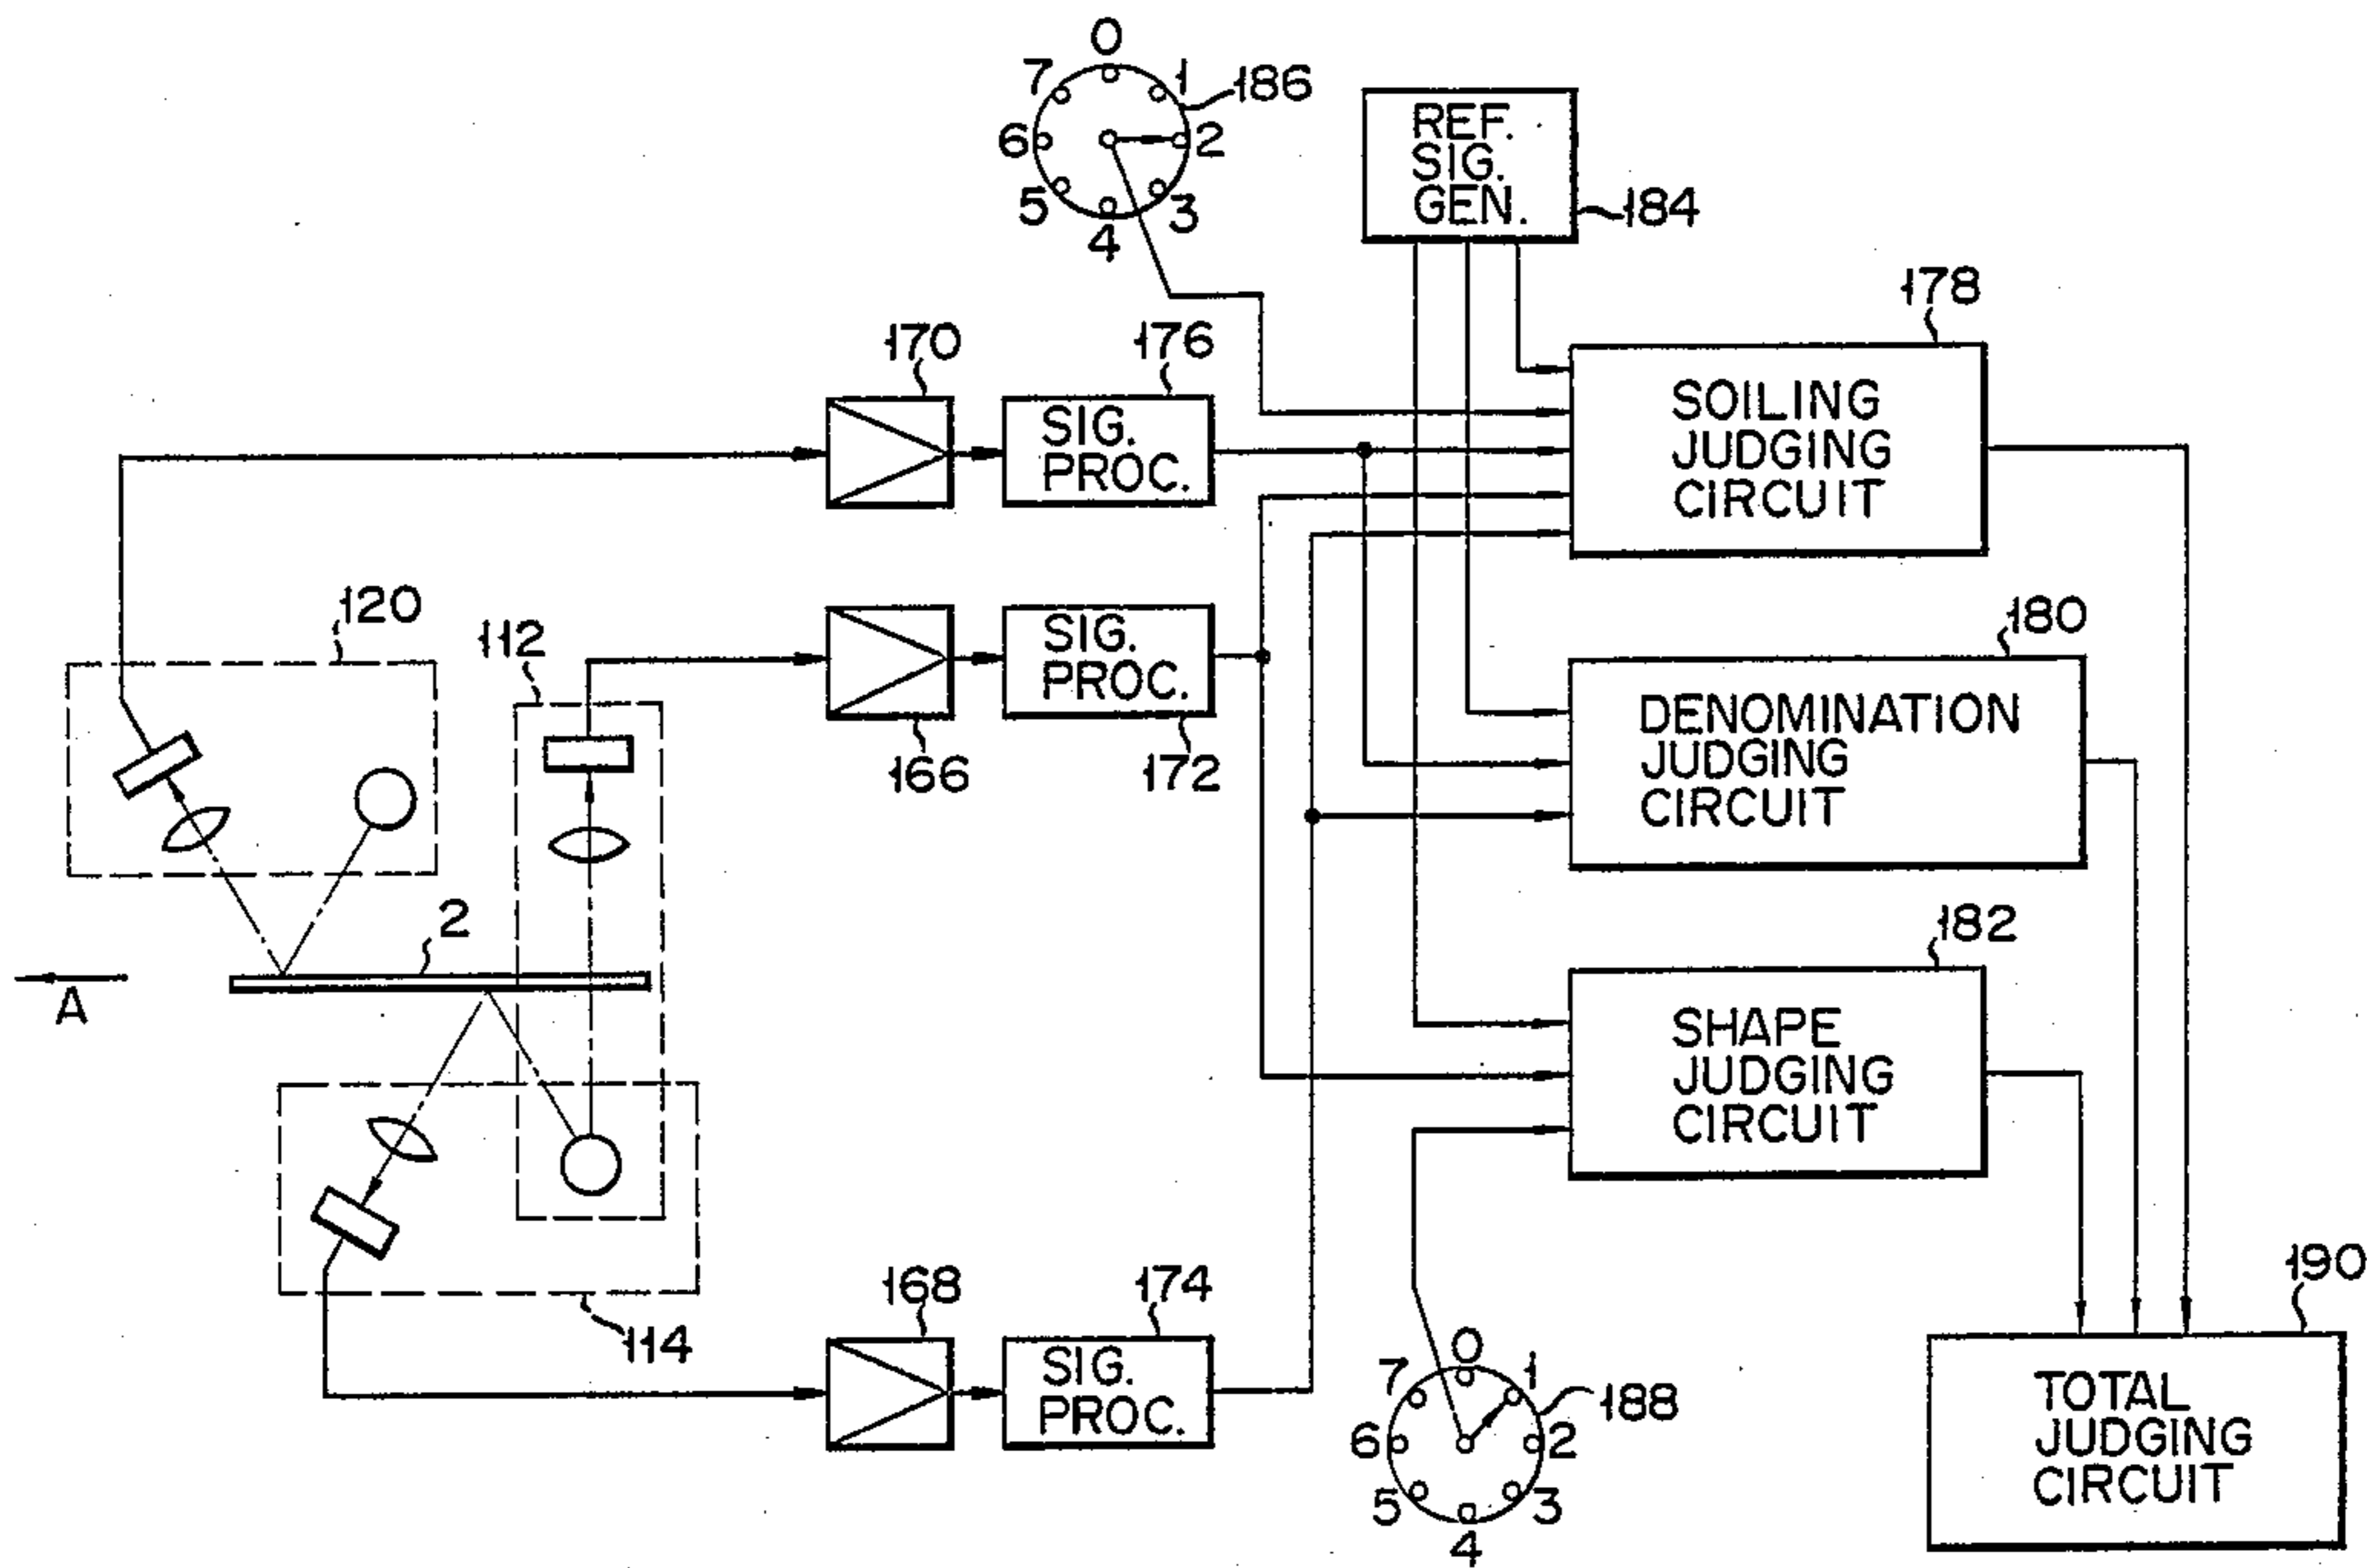 0
7
1
186
6
2
5
3
4
REF.
SIG.
GEN.
184
178
170
176
SIG.
PROC.
SOILING
JUDGING
CIRCUIT
120
112
SIG.
PROC.
166
172
180
DENOMINATION
JUDGING
CIRCUIT
2
A
182
SHAPE
JUDGING
CIRCUIT
114
168
174
SIG.
PROC.
0
7
1
188
6
2
5
3
4
190
TOTAL
JUDGING
CIRCUIT